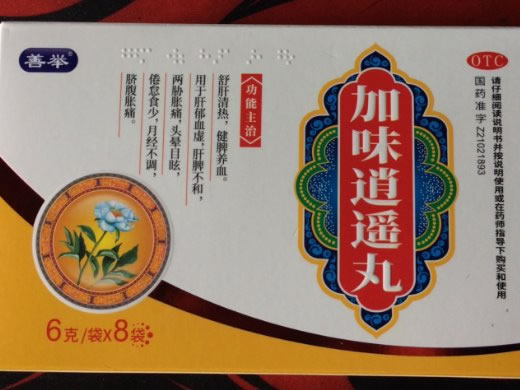 善举®
OTC
请仔细阅读说明书并按说明使用或在药师指导下购买和使用
国药准字Z21021893
加味逍遥丸
〈功能主治〉
舒肝清热，健脾养血。
用于肝郁血虚，肝脾不和，
两胁胀痛，头晕目眩，
倦怠食少，月经不调，
脐腹胀痛。
6克/袋X8袋